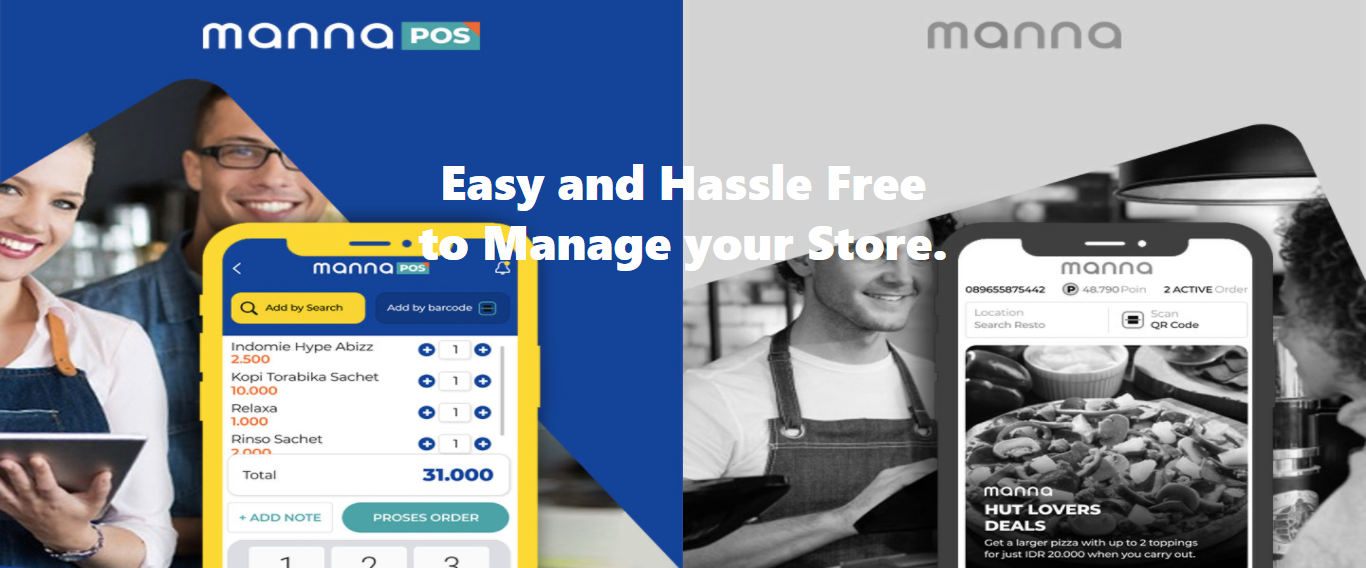 manna POS
manna
Easy and Hassle Free
to Manage your Store.
manna POS
Add by Search
Add by barcode
Indomie Hype Abizz
2.500
1
Kopi Torabika Sachet
10.000
1
Relaxa
1.000
1
Rinso Sachet
2.000
1
Total
31.000
+ ADD NOTE
PROSES ORDER
1 2 3
manna
089655875442
P 48.790 Poin
2 ACTIVE Order
Location
Search Resto
Scan
QR Code
manna
HUT LOVERS
DEALS
Get a larger pizza with up to 2 toppings
for just IDR 20.000 when you carry out.